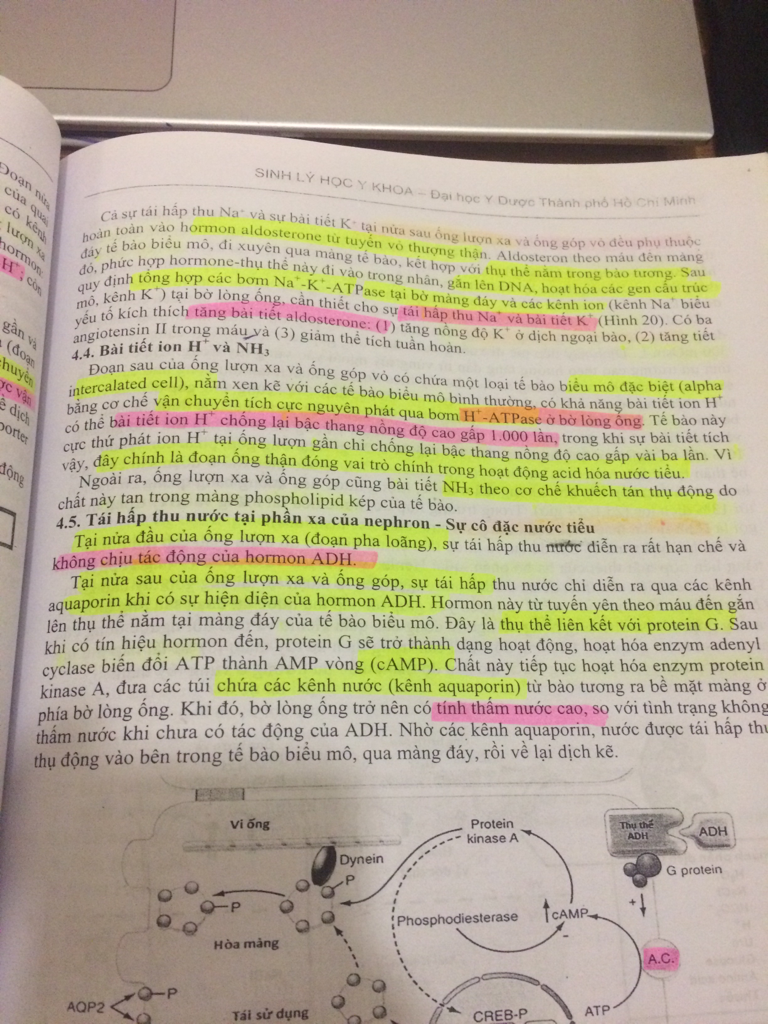 Đoạn nửa
của quai
có kênh
lượn xa
hormon
H⁺, còn
gần và
(đoạn
chuyển
ực vận
ề dịch
porter
động
SINH LÝ HỌC Y KHOA – Đại học Y Dược Thành phố Hồ Chí Minh
Cả sự tái hấp thu Na⁺ và sự bài tiết K⁺ tại nửa sau ống lượn xa và ống góp vỏ đều phụ thuộc
hoàn toàn vào hormon aldosterone từ tuyến vỏ thượng thận. Aldosteron theo máu đến màng
đáy tế bào biểu mô, đi xuyên qua màng tế bào, kết hợp với thụ thể nằm trong bào tương. Sau
đó, phức hợp hormone-thụ thể này đi vào trong nhân, gắn lên DNA, hoạt hóa các gen cấu trúc
quy định tổng hợp các bơm Na⁺-K⁺-ATPase tại bờ màng đáy và các kênh ion (kênh Na⁺ biểu
mô, kênh K⁺) tại bờ lòng ống, cần thiết cho sự tái hấp thu Na⁺ và bài tiết K⁺ (Hình 20). Có ba
yếu tố kích thích tăng bài tiết aldosterone: (1) tăng nồng độ K⁺ ở dịch ngoại bào, (2) tăng tiết
angiotensin II trong máu và (3) giảm thể tích tuần hoàn.
4.4. Bài tiết ion H⁺ và NH₃
Đoạn sau của ống lượn xa và ống góp vỏ có chứa một loại tế bào biểu mô đặc biệt (alpha
intercalated cell), nằm xen kẽ với các tế bào biểu mô bình thường, có khả năng bài tiết ion H⁺
bằng cơ chế vận chuyển tích cực nguyên phát qua bơm H⁺-ATPase ở bờ lòng ống. Tế bào này
có thể bài tiết ion H⁺ chống lại bậc thang nồng độ cao gấp 1.000 lần, trong khi sự bài tiết tích
cực thứ phát ion H⁺ tại ống lượn gần chỉ chống lại bậc thang nồng độ cao gấp vài ba lần. Vì
vậy, đây chính là đoạn ống thận đóng vai trò chính trong hoạt động acid hóa nước tiểu.
Ngoài ra, ống lượn xa và ống góp cũng bài tiết NH₃ theo cơ chế khuếch tán thụ động do
chất này tan trong màng phospholipid kép của tế bào.
4.5. Tái hấp thu nước tại phần xa của nephron - Sự cô đặc nước tiểu
Tại nửa đầu của ống lượn xa (đoạn pha loãng), sự tái hấp thu nước diễn ra rất hạn chế và
không chịu tác động của hormon ADH.
Tại nửa sau của ống lượn xa và ống góp, sự tái hấp thu nước chỉ diễn ra qua các kênh
aquaporin khi có sự hiện diện của hormon ADH. Hormon này từ tuyến yên theo máu đến gắn
lên thụ thể nằm tại màng đáy của tế bào biểu mô. Đây là thụ thể liên kết với protein G. Sau
khi có tín hiệu hormon đến, protein G sẽ trở thành dạng hoạt động, hoạt hóa enzym adenyl
cyclase biến đổi ATP thành AMP vòng (cAMP). Chất này tiếp tục hoạt hóa enzym protein
kinase A, đưa các túi chứa các kênh nước (kênh aquaporin) từ bào tương ra bề mặt màng ở
phía bờ lòng ống. Khi đó, bờ lòng ống trở nên có tính thấm nước cao, so với tình trạng không
thấm nước khi chưa có tác động của ADH. Nhờ các kênh aquaporin, nước được tái hấp thu
thụ động vào bên trong tế bào biểu mô, qua màng đáy, rồi về lại dịch kẽ.
Vi ống
Protein
kinase A
Thụ thể
ADH
ADH
Dynein
P
G protein
P
+
Phosphodiesterase
cAMP
-
Hòa màng
A.C.
AQP2
P
Tái sử dụng
CREB-P
ATP